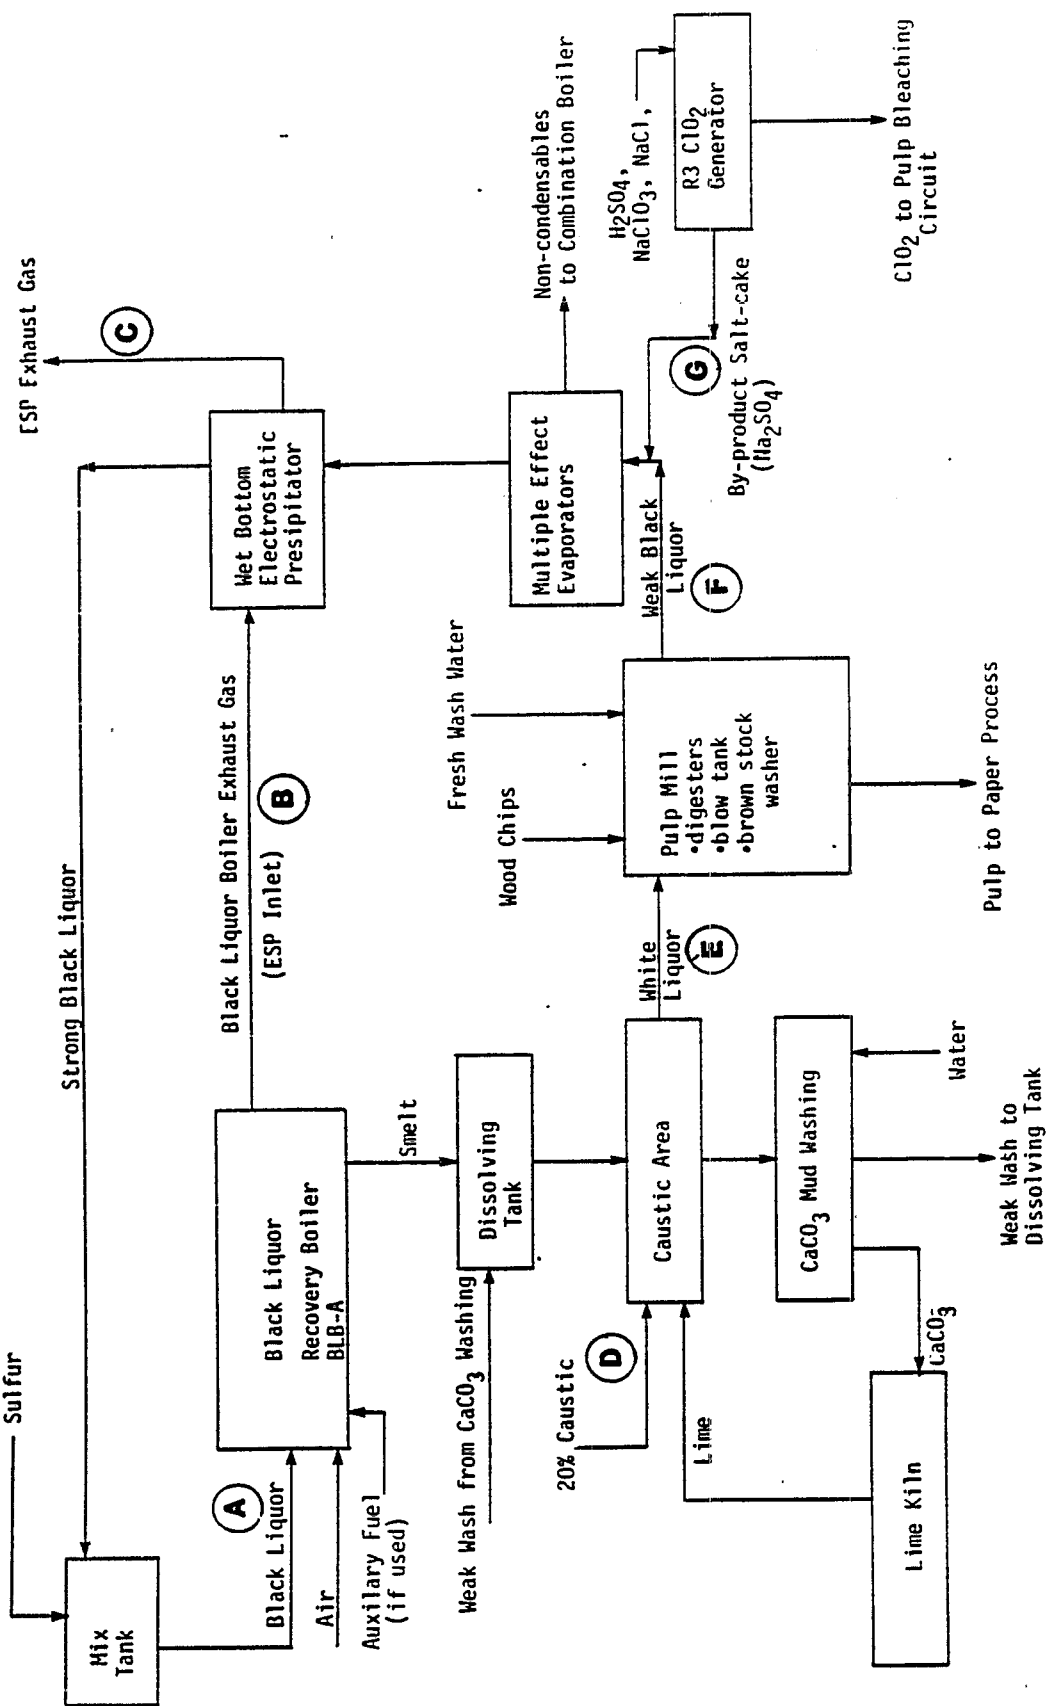 Sulfur
Mix
Tank
Strong Black Liquor
ESP Exhaust Gas
C
A
Black Liquor
Air
Auxilary Fuel
(if used)
Black Liquor
Recovery Boiler
BLB-A
Black Liquor Boiler Exhaust Gas
(ESP Inlet)
B
Wet Bottom
Electrostatic
Presipitator
Smelt
Weak Wash from CaCO3 Washing
Dissolving
Tank
Fresh Wash Water
Wood Chips
Multiple Effect
Evaporators
Non-condensables
to Combination Boiler
20% Caustic
D
Lime
Caustic Area
White
Liquor
E
Pulp Mill
•digesters
•blow tank
•brown stock
washer
Weak Black
Liquor
F
G
By-product Salt-cake
(Na2SO4)
H2SO4,
NaClO3, NaCl,
R3 ClO2
Generator
CaCO3 Mud Washing
Water
CaCO3
Lime Kiln
Weak Wash to
Dissolving Tank
Pulp to Paper Process
ClO2 to Pulp Bleaching
Circuit